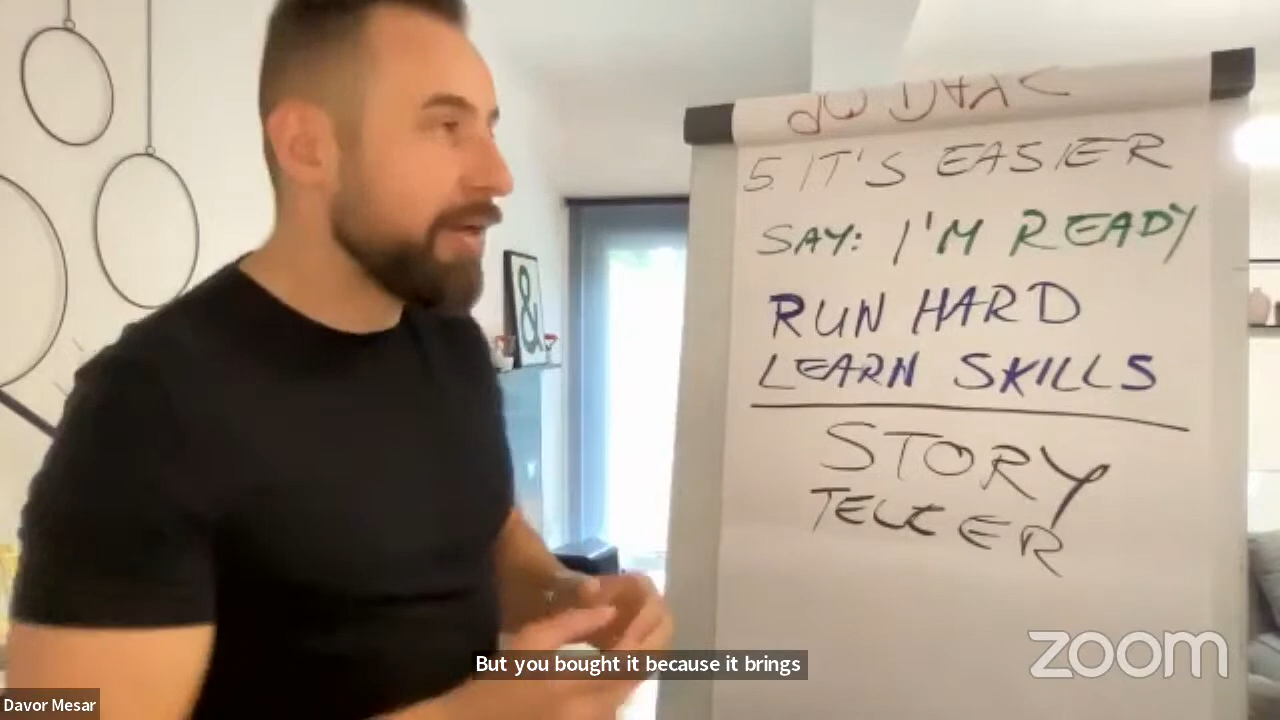 5. IT'S EASIER
SAY: I'M READY
RUN HARD
LEARN SKILLS
STORY
TELLER
&
But you bought it because it brings
zoom
Davor Mesar